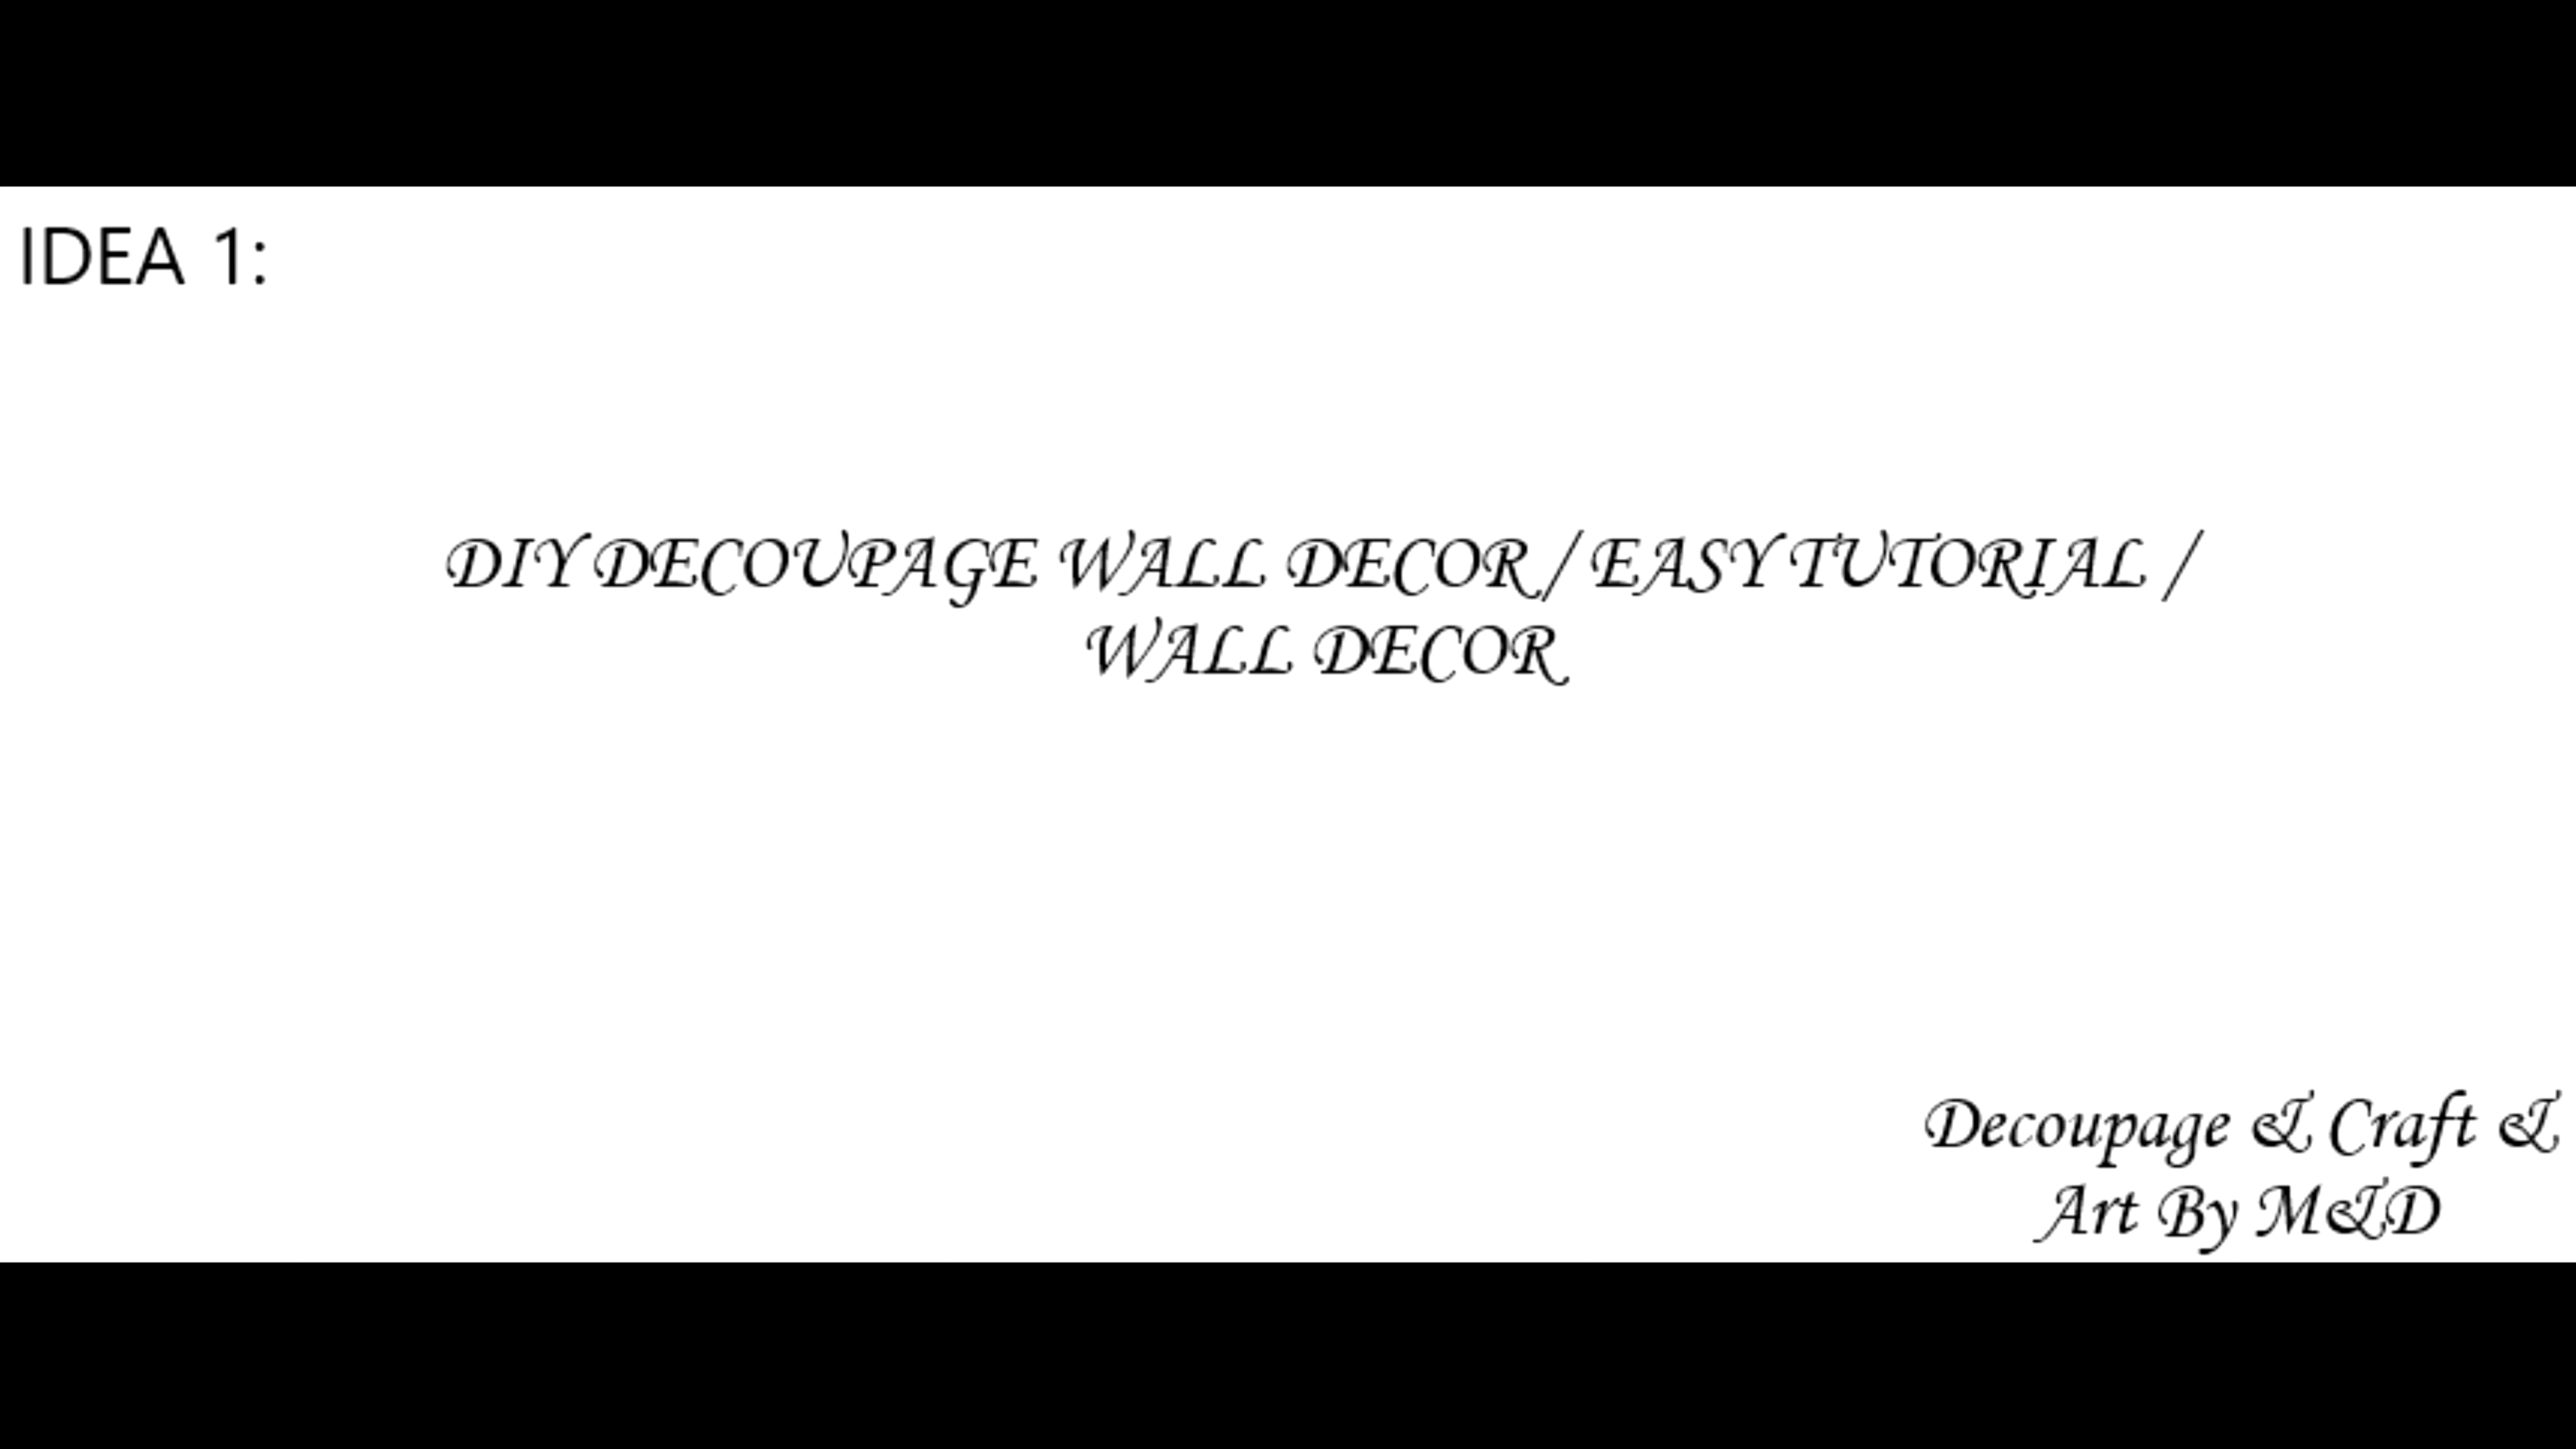 IDEA 1:
DIY DECOUPAGE WALL DECOR / EASY TUTORIAL /
WALL DECOR
Decoupage & Craft &
Art By M&D